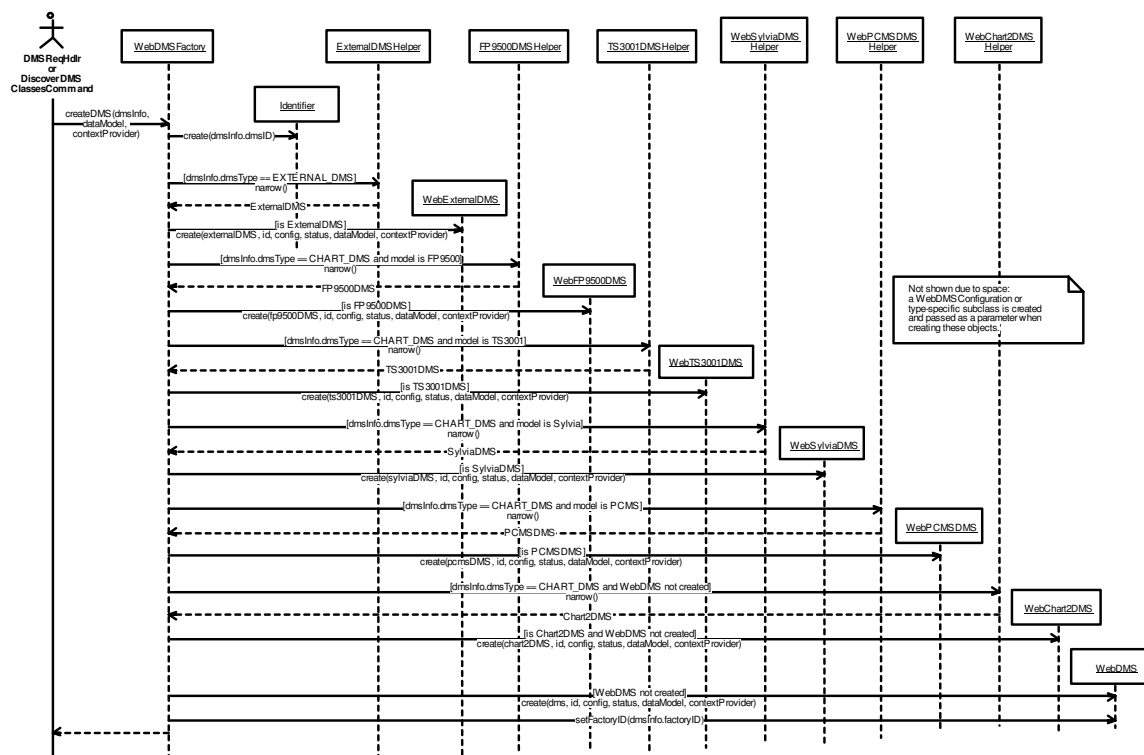 WebDMSFactory
ExternalDMSHelper
FP9500DMSHelper
TS3001DMSHelper
WebSylviaDMS
Helper
WebPCMSDMS
Helper
WebChart2DMS
Helper
DMSReqHdlr
or
DiscoverDMS
ClassesCommand
createDMS(dmsInfo,
dataModel,
contextProvider)
Identifier
create(dmsInfo.dmsID)
[dmsInfo.dmsType == EXTERNAL_DMS]
narrow()
ExternalDMS
WebExternalDMS
[is ExternalDMS]
create(externalDMS, id, config, status, dataModel, contextProvider)
[dmsInfo.dmsType == CHART_DMS and model is FP9500]
narrow()
FP9500DMS
WebFP9500DMS
[is FP9500DMS]
create(fp9500DMS, id, config, status, dataModel, contextProvider)
Not shown due to space:
a WebDMSConfiguration or
type-specific subclass is created
and passed as a parameter when
creating these objects.
[dmsInfo.dmsType == CHART_DMS and model is TS3001]
narrow()
TS3001DMS
WebTS3001DMS
[is TS3001DMS]
create(ts3001DMS, id, config, status, dataModel, contextProvider)
[dmsInfo.dmsType == CHART_DMS and model is Sylvia]
narrow()
SylviaDMS
WebSylviaDMS
[is SylviaDMS]
create(sylviaDMS, id, config, status, dataModel, contextProvider)
[dmsInfo.dmsType == CHART_DMS and model is PCMS]
narrow()
PCMSDMS
WebPCMSDMS
[is PCMSDMS]
create(pcmsDMS, id, config, status, dataModel, contextProvider)
[dmsInfo.dmsType == CHART_DMS and WebDMS not created]
narrow()
Chart2DMS
WebChart2DMS
[is Chart2DMS and WebDMS not created]
create(chart2DMS, id, config, status, dataModel, contextProvider)
WebDMS
[WebDMS not created]
create(dms, id, config, status, dataModel, contextProvider)
setFactoryID(dmsInfo.factoryID)